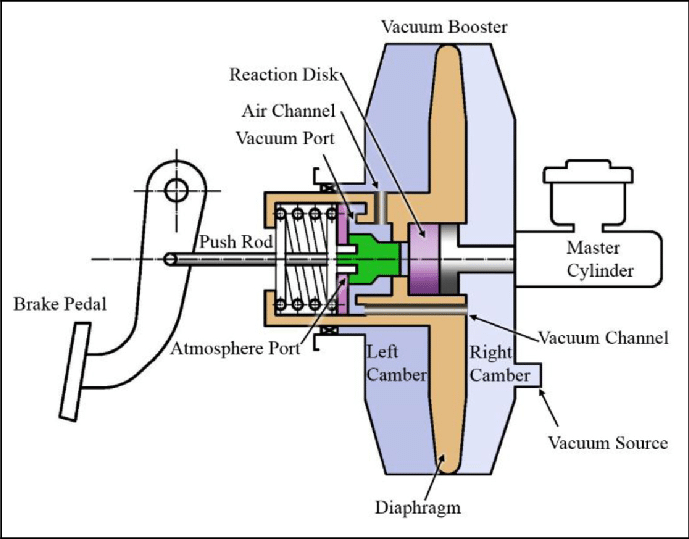 Vacuum Booster
Reaction Disk
Air Channel
Vacuum Port
Push Rod
Master
Cylinder
Brake Pedal
Atmosphere Port
Left
Camber
Right
Camber
Vacuum Channel
Vacuum Source
Diaphragm